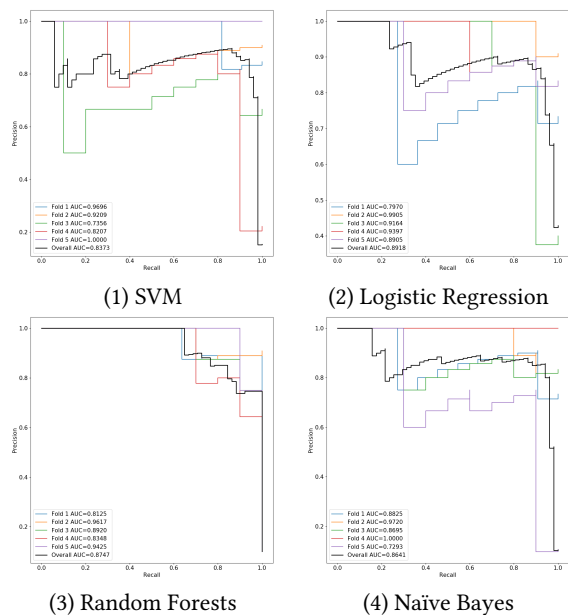 1.0
0.8
0.6
0.4
0.2
Precision
Fold 1 AUC=0.9696
Fold 2 AUC=0.9209
Fold 3 AUC=0.7356
Fold 4 AUC=0.8207
Fold 5 AUC=1.0000
Overall AUC=0.8373
0.0 0.2 0.4 0.6 0.8 1.0
Recall
(1) SVM
1.0
0.9
0.8
0.7
0.6
0.5
0.4
Precision
Fold 1 AUC=0.7970
Fold 2 AUC=0.9905
Fold 3 AUC=0.9164
Fold 4 AUC=0.9397
Fold 5 AUC=0.8905
Overall AUC=0.8918
0.0 0.2 0.4 0.6 0.8 1.0
Recall
(2) Logistic Regression
1.0
0.8
0.6
0.4
0.2
Precision
Fold 1 AUC=0.8125
Fold 2 AUC=0.9617
Fold 3 AUC=0.8920
Fold 4 AUC=0.8348
Fold 5 AUC=0.9425
Overall AUC=0.8747
0.0 0.2 0.4 0.6 0.8 1.0
Recall
(3) Random Forests
1.0
0.8
0.6
0.4
0.2
Precision
Fold 1 AUC=0.8825
Fold 2 AUC=0.9720
Fold 3 AUC=0.8695
Fold 4 AUC=1.0000
Fold 5 AUC=0.7293
Overall AUC=0.8641
0.0 0.2 0.4 0.6 0.8 1.0
Recall
(4) Naïve Bayes